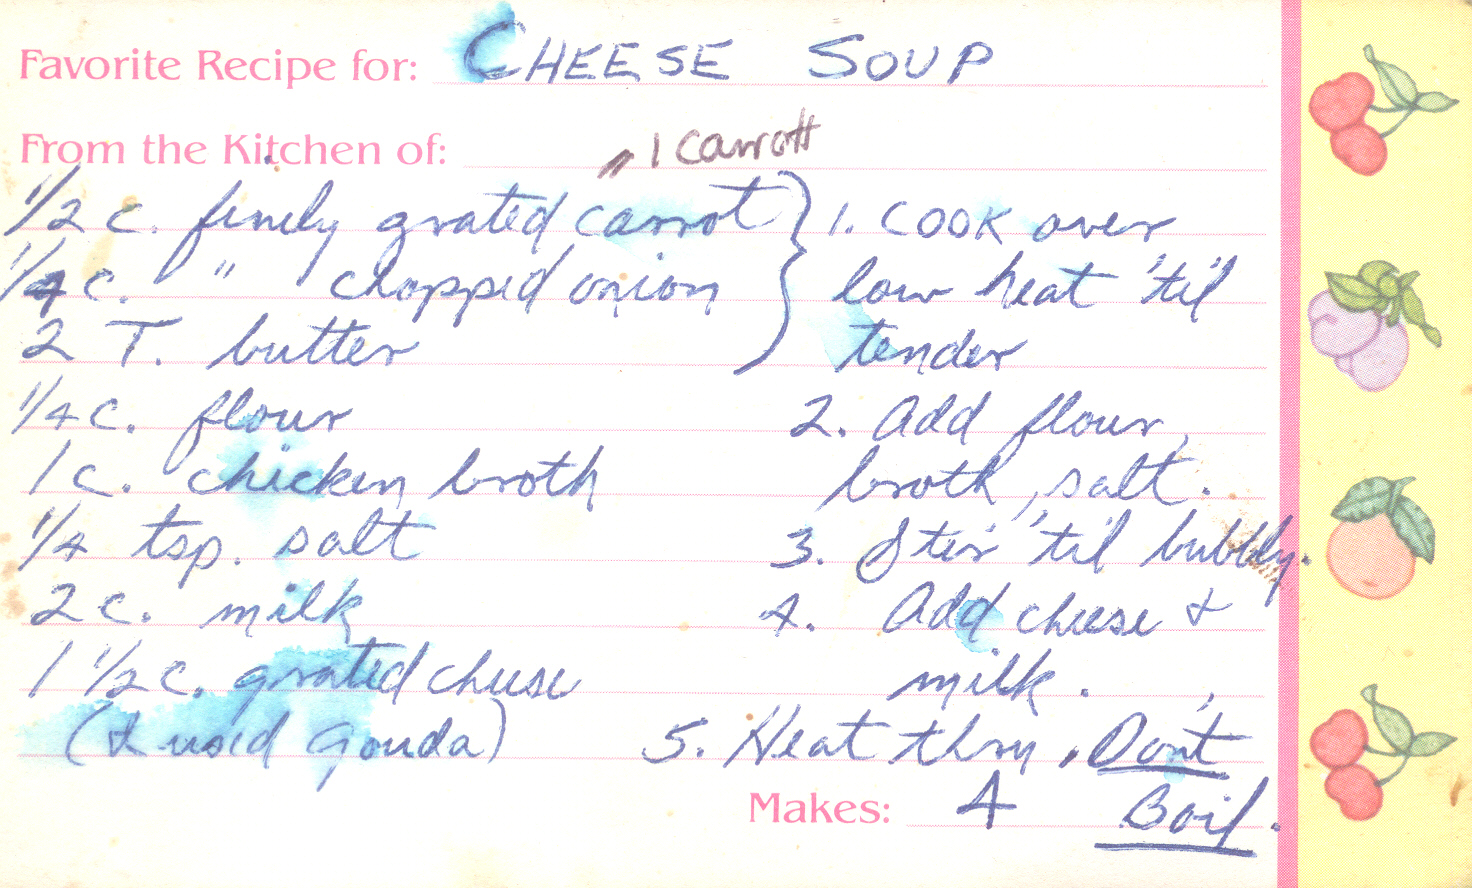 Favorite Recipe for: CHEESE SOUP
From the Kitchen of:
" 1 carrott
1/2 c. finely grated carrot } 1. COOK over
1/4 c. " chopped onion low heat 'til
2 T. butter tender
1/4 c. flour 2. Add flour,
1 c. chicken broth broth, salt.
1/4 tsp. salt 3. Stir 'til bubbly.
2 c. milk 4. Add cheese &
1 1/2 c. grated cheese milk.
(I used Gouda) 5. Heat thru. Don't
Makes: 4 Boil.